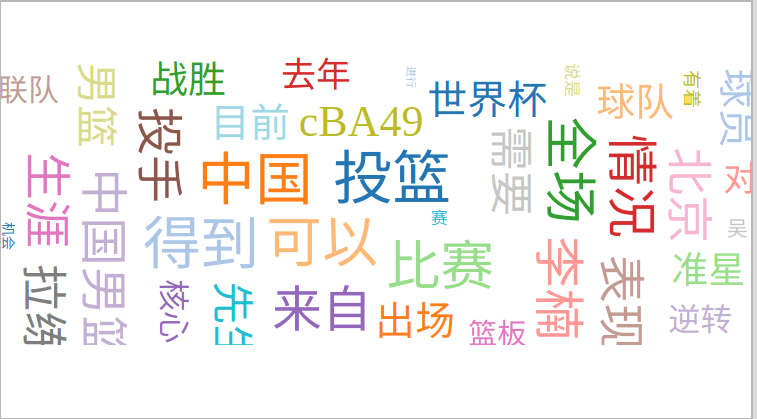 联队
男篮
战胜
去年
进行
世界杯
说是
球队
有着
球员
投手
目前
cBA49
生涯
中国
投篮
需要
全场
情况
北京
对
中国男篮
得到
可以
赛
吴
机会
比赛
李楠
表现
准星
核心
来自
出场
篮板
逆转